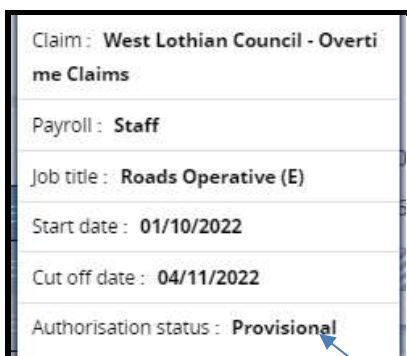 Claim : West Lothian Council - Overti
me Claims
Payroll : Staff
Job title : Roads Operative (E)
Start date : 01/10/2022
Cut off date : 04/11/2022
Authorisation status : Provisional